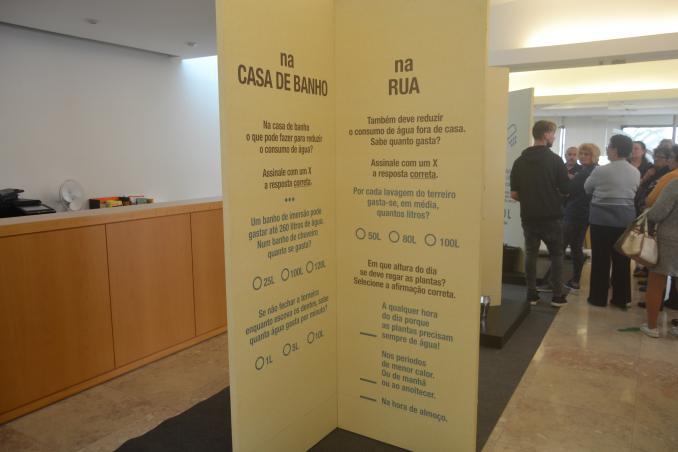 na
CASA DE BANHO
Na casa de banho
o que pode fazer para reduzir
o consumo de água?
Assinale com um X
a resposta correta.
***
Um banho de imersão pode
gastar até 260 litros de água.
Num banho de chuveiro
quanto se gasta?
25L 100L 120L
Se não fechar a torneira
enquanto escova os dentes, sabe
quanta água gasta por minuto?
1L 5L 10L
na
RUA
Também deve reduzir
o consumo de água fora de casa.
Sabe quanto gasta?
Assinale com um X
a resposta correta.
Por cada lavagem do terreiro
gasta-se, em média,
quantos litros?
50L 80L 100L
Em que altura do dia
se deve regar as plantas?
Selecione a afirmação correta.
A qualquer hora
do dia porque
as plantas precisam
sempre de água!
Nos períodos
de menor calor.
Ou de manhã
ou ao anoitecer.
Na hora de almoço.